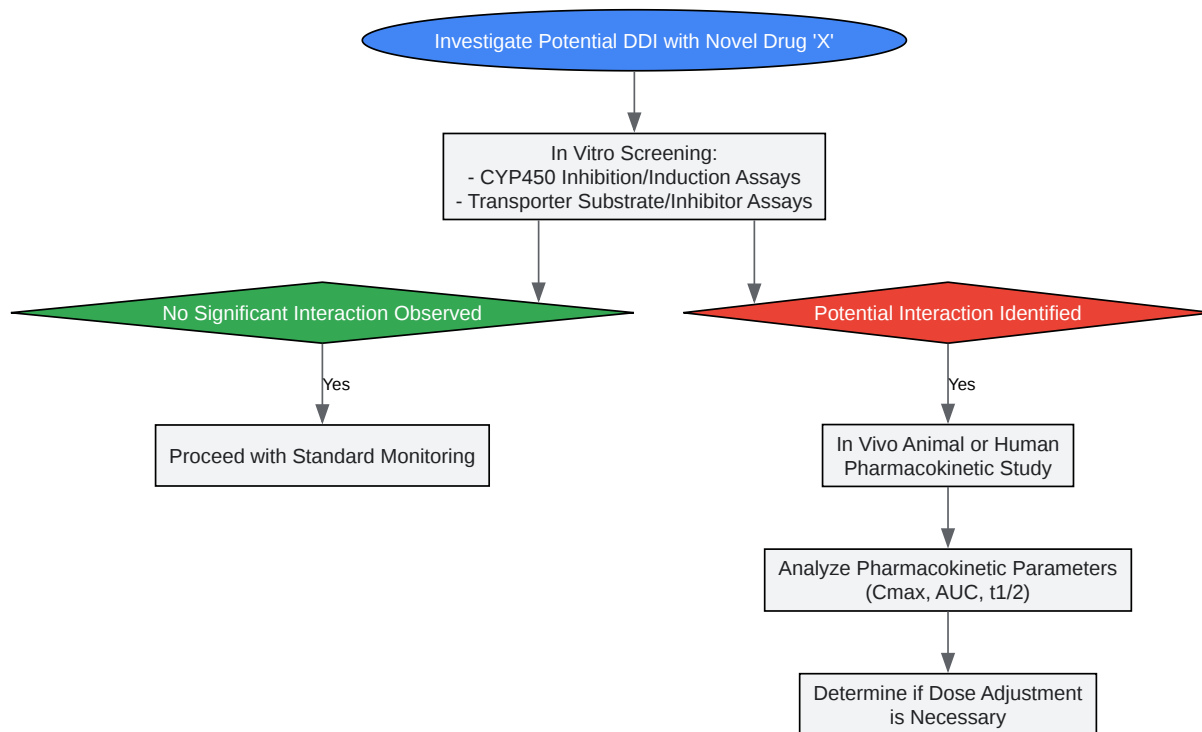 Investigate Potential DDI with Novel Drug 'X'
In Vitro Screening:
- CYP450 Inhibition/Induction Assays
- Transporter Substrate/Inhibitor Assays
No Significant Interaction Observed
Potential Interaction Identified
Yes
Yes
Proceed with Standard Monitoring
In Vivo Animal or Human
Pharmacokinetic Study
Analyze Pharmacokinetic Parameters
(Cmax, AUC, t1/2)
Determine if Dose Adjustment
is Necessary